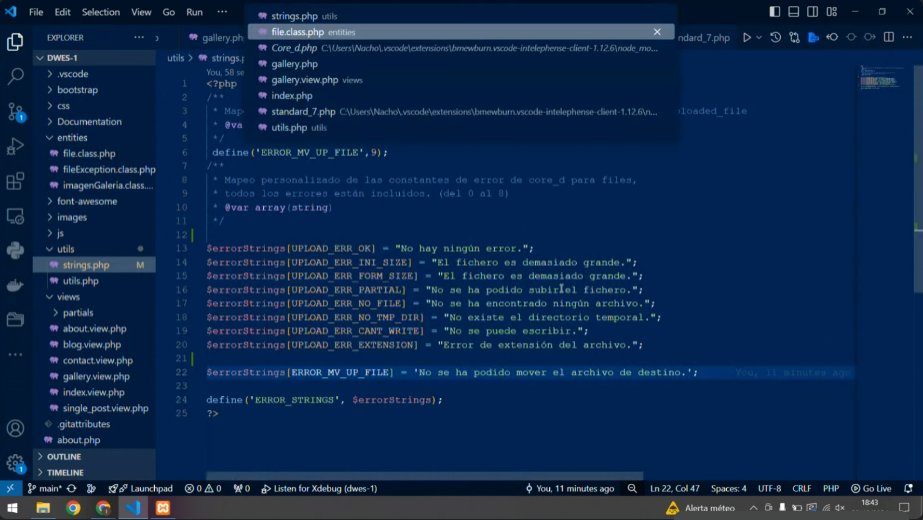 File Edit Selection View Go Run ···
strings.php utils
file.class.php entities
Core_d.php C:\Users\Nacho\.vscode\extensions\bmewburn.vscode-intelephense-client-1.12.6\node_mo...
gallery.php
gallery.view.php views
index.php
standard_7.php C:\Users\Nacho\.vscode\extensions\bmewburn.vscode-intelephense-client-1.12.6\n...
utils.php utils
EXPLORER ···
gallery.ph
ndard_7.php
DWES-1
.vscode
bootstrap
css
Documentation
entities
file.class.php
fileException.class.php
imagenGaleria.class....
font-awesome
images
js
utils
strings.php M
utils.php
views
partials
about.view.php
blog.view.php
contact.view.php
gallery.view.php
index.view.php
single_post.view.php
.gitattributes
about.php
OUTLINE
TIMELINE
utils > strings.p
You, 58 se
1 <?php
2 /**
3 * Mape oaded_file
4 * @va
5 */
6 define('ERROR_MV_UP_FILE',9);
7 /**
8 * Mapeo personalizado de las constantes de error de core_d para files,
9 * todos los errores están incluidos. (del 0 al 8)
10 * @var array(string)
11 */
12
13 $errorStrings[UPLOAD_ERR_OK] = "No hay ningún error.";
14 $errorStrings[UPLOAD_ERR_INI_SIZE] = "El fichero es demasiado grande.";
15 $errorStrings[UPLOAD_ERR_FORM_SIZE] = "El fichero es demasiado grande.";
16 $errorStrings[UPLOAD_ERR_PARTIAL] = "No se ha podido subir el fichero.";
17 $errorStrings[UPLOAD_ERR_NO_FILE] = "No se ha encontrado ningún archivo.";
18 $errorStrings[UPLOAD_ERR_NO_TMP_DIR] = "No existe el directorio temporal.";
19 $errorStrings[UPLOAD_ERR_CANT_WRITE] = "No se puede escribir.";
20 $errorStrings[UPLOAD_ERR_EXTENSION] = "Error de extensión del archivo.";
21
22 $errorStrings[ERROR_MV_UP_FILE] = 'No se ha podido mover el archivo de destino.'; You, 11 minutes ago
23
24 define('ERROR_STRINGS', $errorStrings);
25 ?>
main* Launchpad 0 0 0 Listen for Xdebug (dwes-1) You, 11 minutes ago Ln 22, Col 47 Spaces: 4 UTF-8 CRLF PHP Go Live
Alerta méteo 18:43